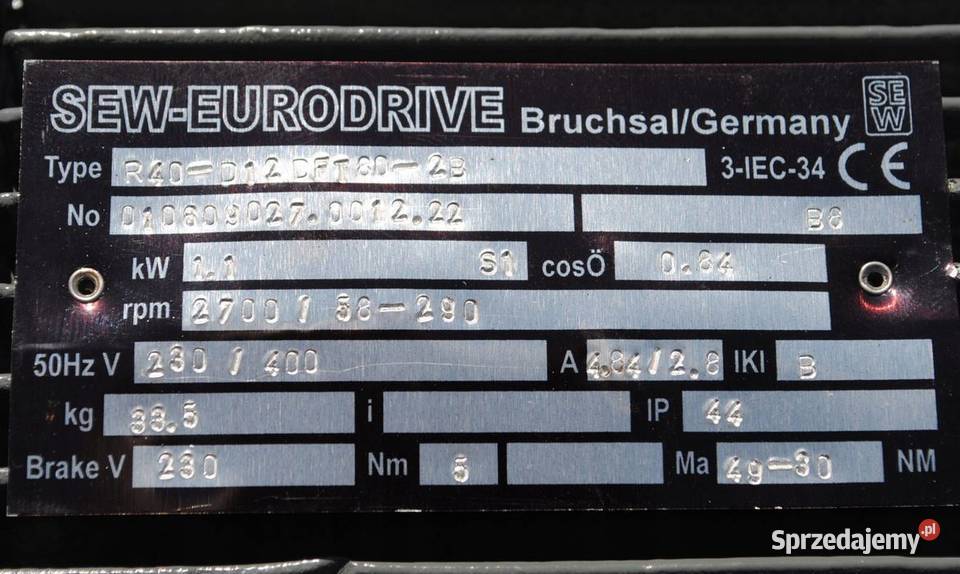 SEW-EURODRIVE Bruchsal/Germany SEW
Type R40-D12 DFT80-2B 3-IEC-34 CE
No 010609027.0012.22 B8
kW 1.1 S1 cosÖ 0.84
rpm 2700 / 58-290
50Hz V 230 / 400 A 4.84/2.8 IKI B
kg 33.5 i IP 44
Brake V 230 Nm 5 Ma 49-30 NM
Sprzedajemy.pl